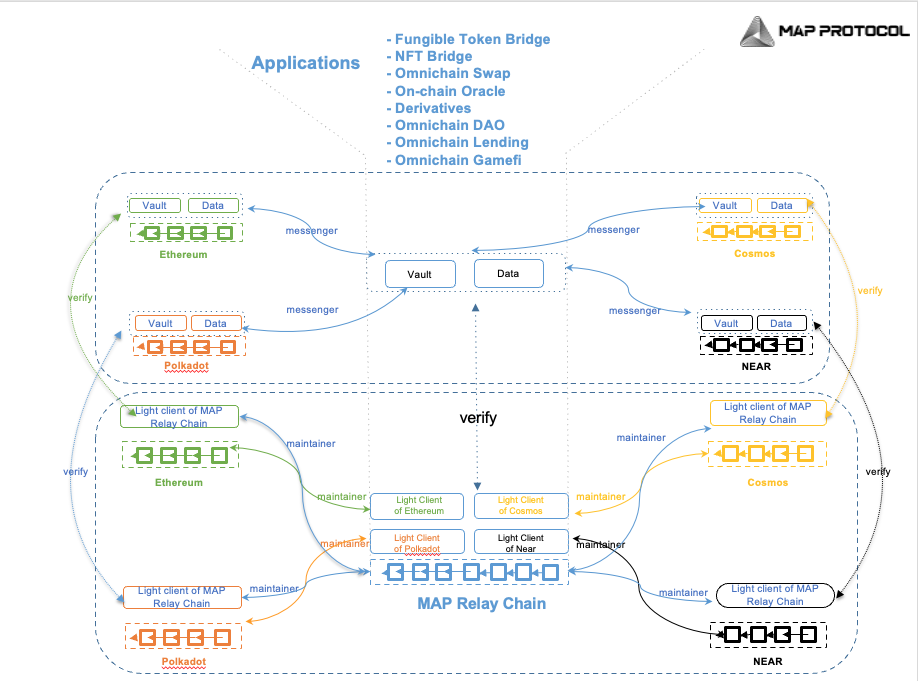 MAP PROTOCOL
Applications
- Fungible Token Bridge
- NFT Bridge
- Omnichain Swap
- On-chain Oracle
- Derivatives
- Omnichain DAO
- Omnichain Lending
- Omnichain Gamefi
Vault
Data
Ethereum
messenger
Vault
Data
Cosmos
messenger
Vault
Data
verify
verify
messenger
messenger
Vault
Data
Polkadot
Vault
Data
NEAR
Light client of MAP
Relay Chain
Ethereum
maintainer
verify
Light client of MAP
Relay Chain
Cosmos
maintainer
verify
verify
maintainer
Light Client
of Ethereum
Light Client
of Cosmos
maintainer
maintainer
Light Client
of Polkadot
Light Client
of Near
maintainer
MAP Relay Chain
Light client of MAP
Relay Chain
maintainer
Polkadot
maintainer
Light client of MAP
Relay Chain
NEAR